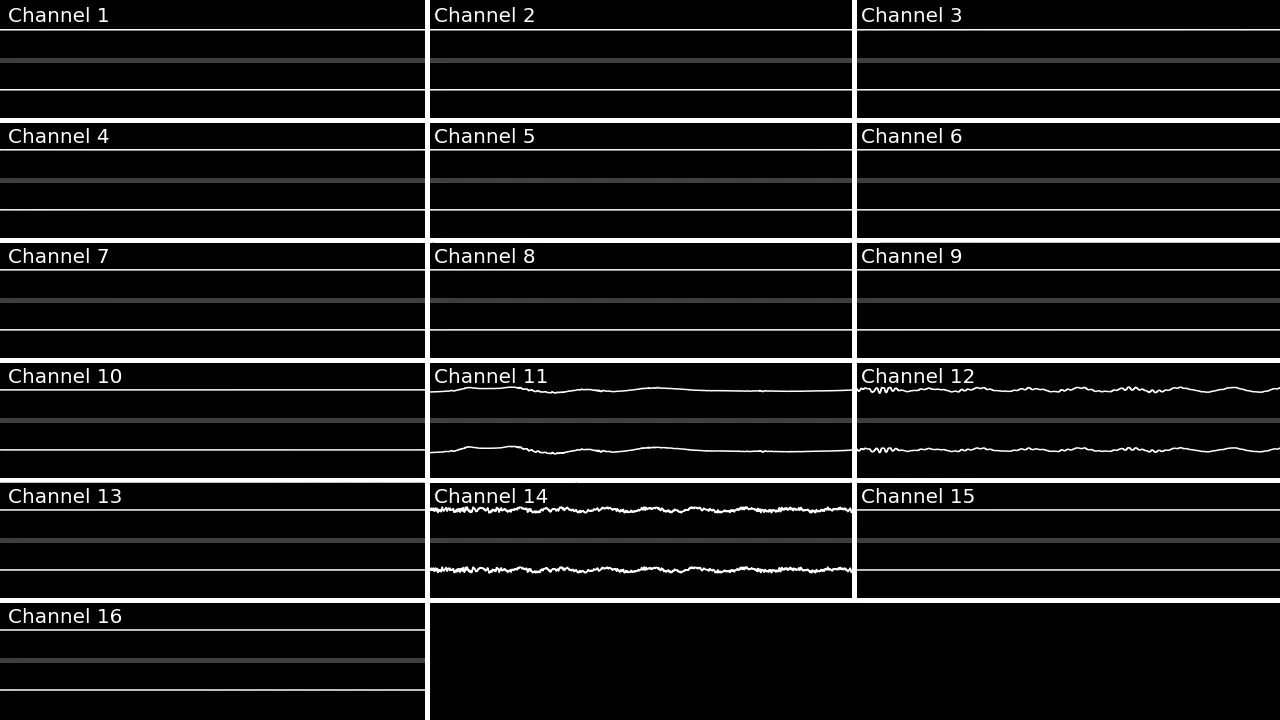 Channel 1
Channel 2
Channel 3
Channel 4
Channel 5
Channel 6
Channel 7
Channel 8
Channel 9
Channel 10
Channel 11
Channel 12
Channel 13
Channel 14
Channel 15
Channel 16